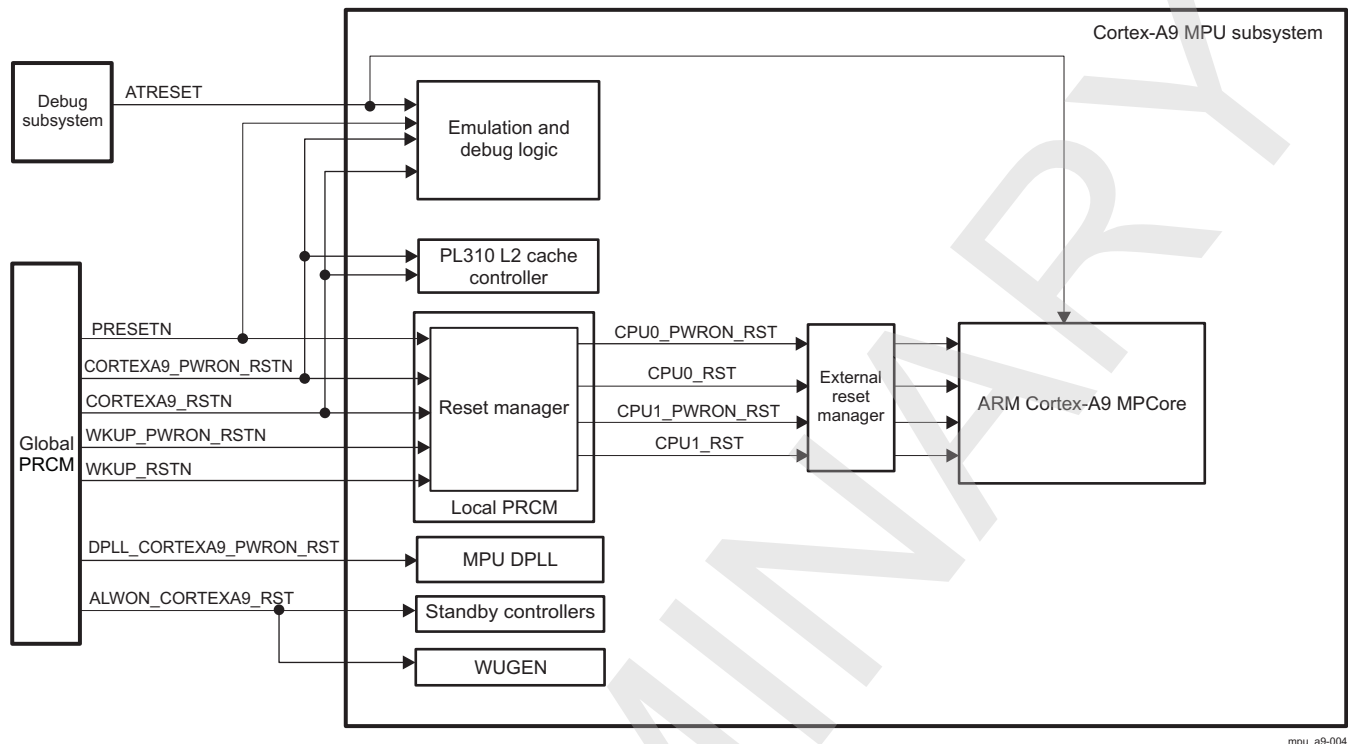 Cortex-A9 MPU subsystem
Debug
subsystem
ATRESET
Emulation and
debug logic
PL310 L2 cache
controller
Global
PRCM
PRESETN
CORTEXA9_PWRON_RSTN
CORTEXA9_RSTN
WKUP_PWRON_RSTN
WKUP_RSTN
Reset manager
Local PRCM
CPU0_PWRON_RST
CPU0_RST
CPU1_PWRON_RST
CPU1_RST
External
reset
manager
ARM Cortex-A9 MPCore
DPLL_CORTEXA9_PWRON_RST
MPU DPLL
ALWON_CORTEXA9_RST
Standby controllers
WUGEN
MINARY
mpu_a9-004